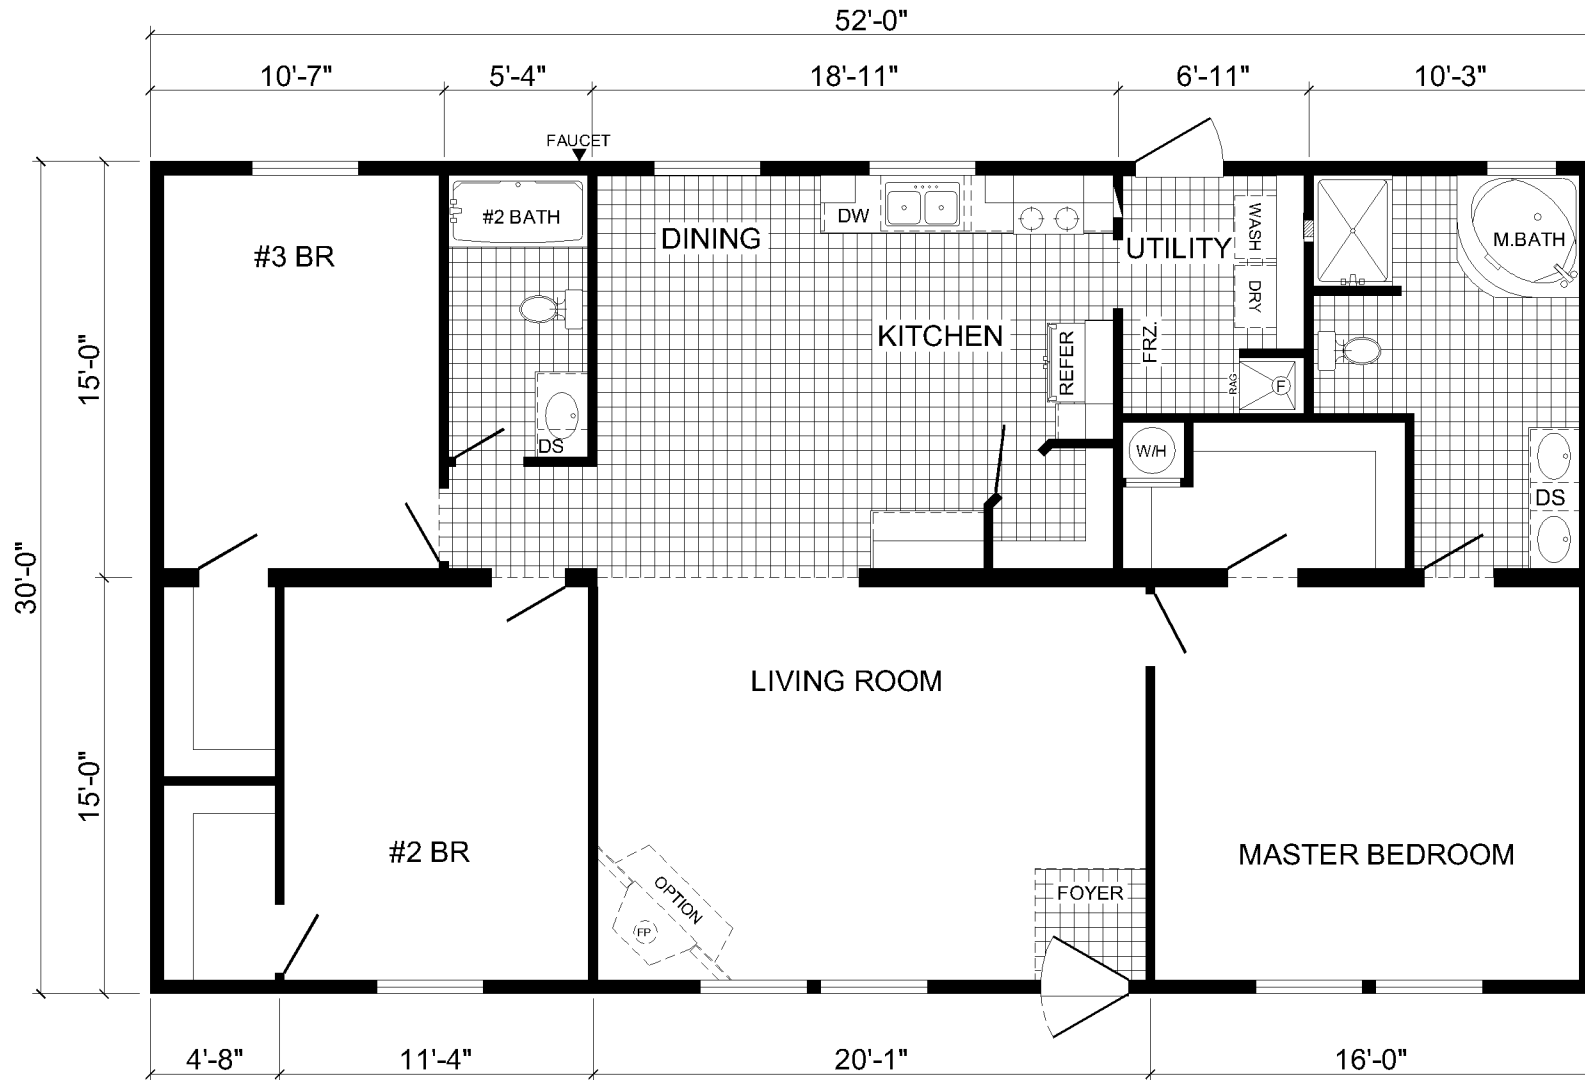 52'-0"
10'-7"
5'-4"
18'-11"
6'-11"
10'-3"
FAUCET
#3 BR
#2 BATH
DINING
DW
UTILITY
WASH
DRY
M.BATH
KITCHEN
REFER
FRZ.
RAG
F
DS
W/H
DS
15'-0"
30'-0"
15'-0"
LIVING ROOM
#2 BR
MASTER BEDROOM
OPTION
FP
FOYER
4'-8"
11'-4"
20'-1"
16'-0"